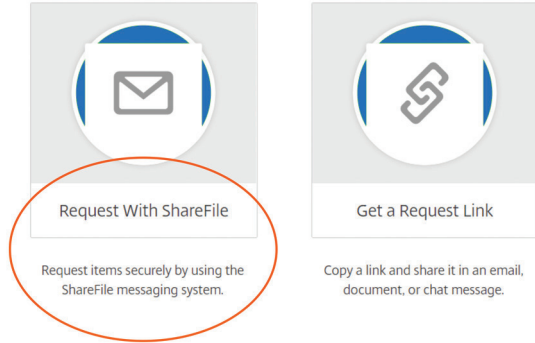 Request With ShareFile
Request items securely by using the
ShareFile messaging system.
Get a Request Link
Copy a link and share it in an email,
document, or chat message.